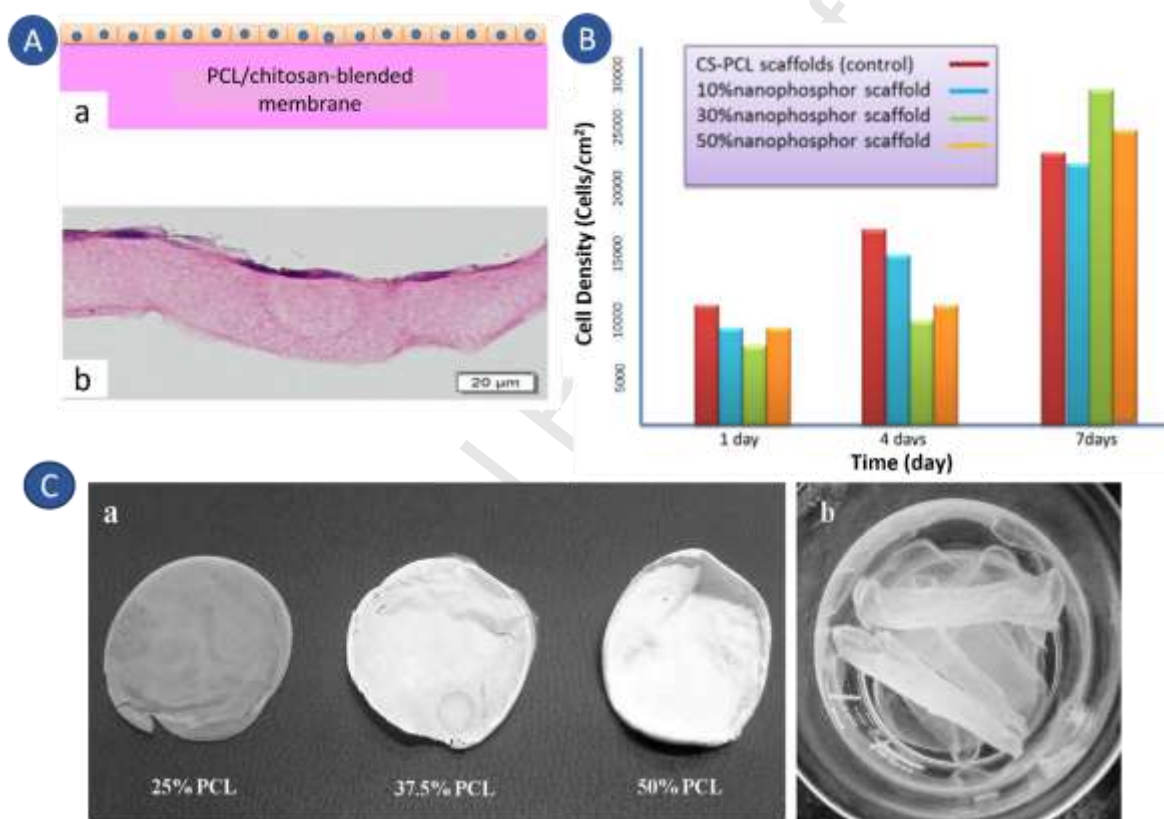 A
PCL/chitosan-blended
membrane
a
b
20 µm
B
CS-PCL scaffolds (control)
10%nanophosphor scaffold
30%nanophosphor scaffold
50%nanophosphor scaffold
Cell Density (Cells/cm²)
30000
25000
20000
150000
10000
5000
1 day
4 days
7days
Time (day)
C
a
25% PCL
37.5% PCL
50% PCL
b